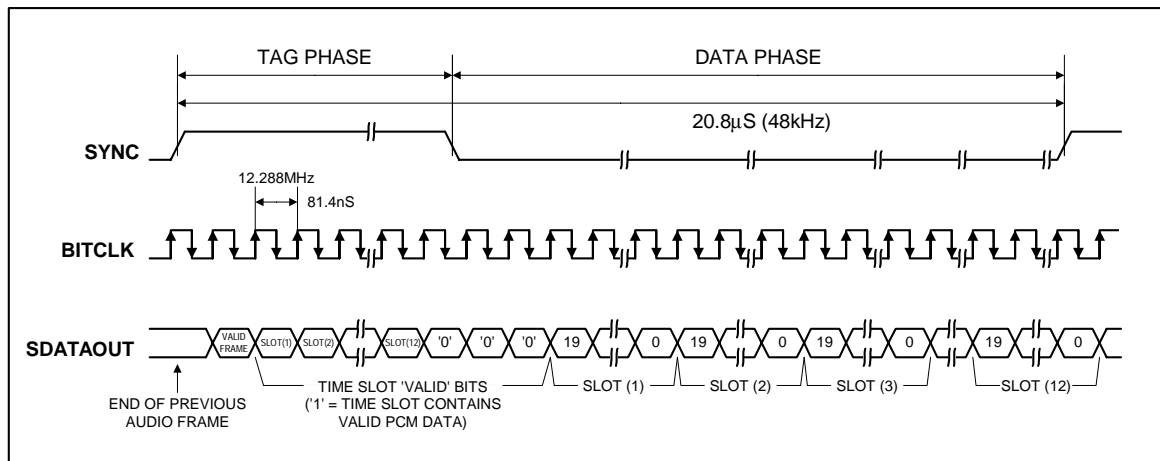 TAG PHASE
DATA PHASE
20.8µS (48kHz)
SYNC
12.288MHz
81.4nS
BITCLK
SDATAOUT
VALID FRAME
SLOT(1)
SLOT(2)
SLOT(12)
'0'
'0'
'0'
19
0
19
0
19
0
19
0
END OF PREVIOUS
AUDIO FRAME
TIME SLOT 'VALID' BITS
('1' = TIME SLOT CONTAINS
VALID PCM DATA)
SLOT (1)
SLOT (2)
SLOT (3)
SLOT (12)